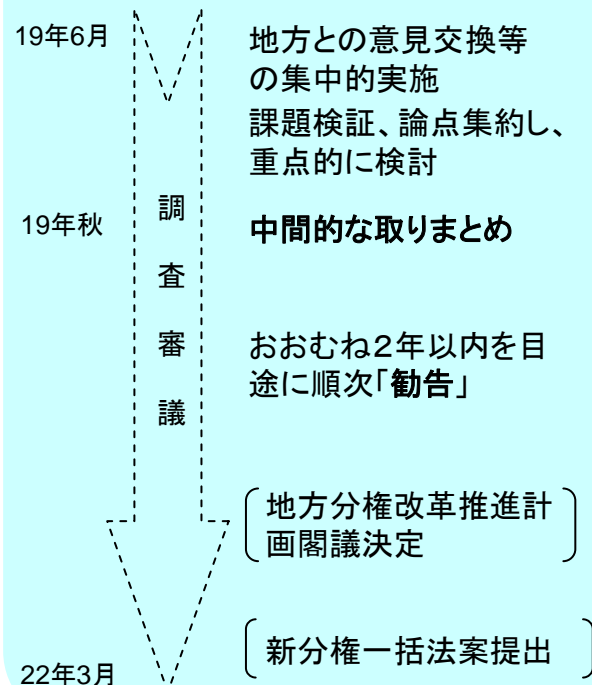 19年6月
地方との意見交換等
の集中的実施
課題検証、論点集約し、
重点的に検討
19年秋
中間的な取りまとめ
調査審議
おおむね2年以内を目
途に順次「勧告」
地方分権改革推進計
画閣議決定
新分権一括法案提出
22年3月